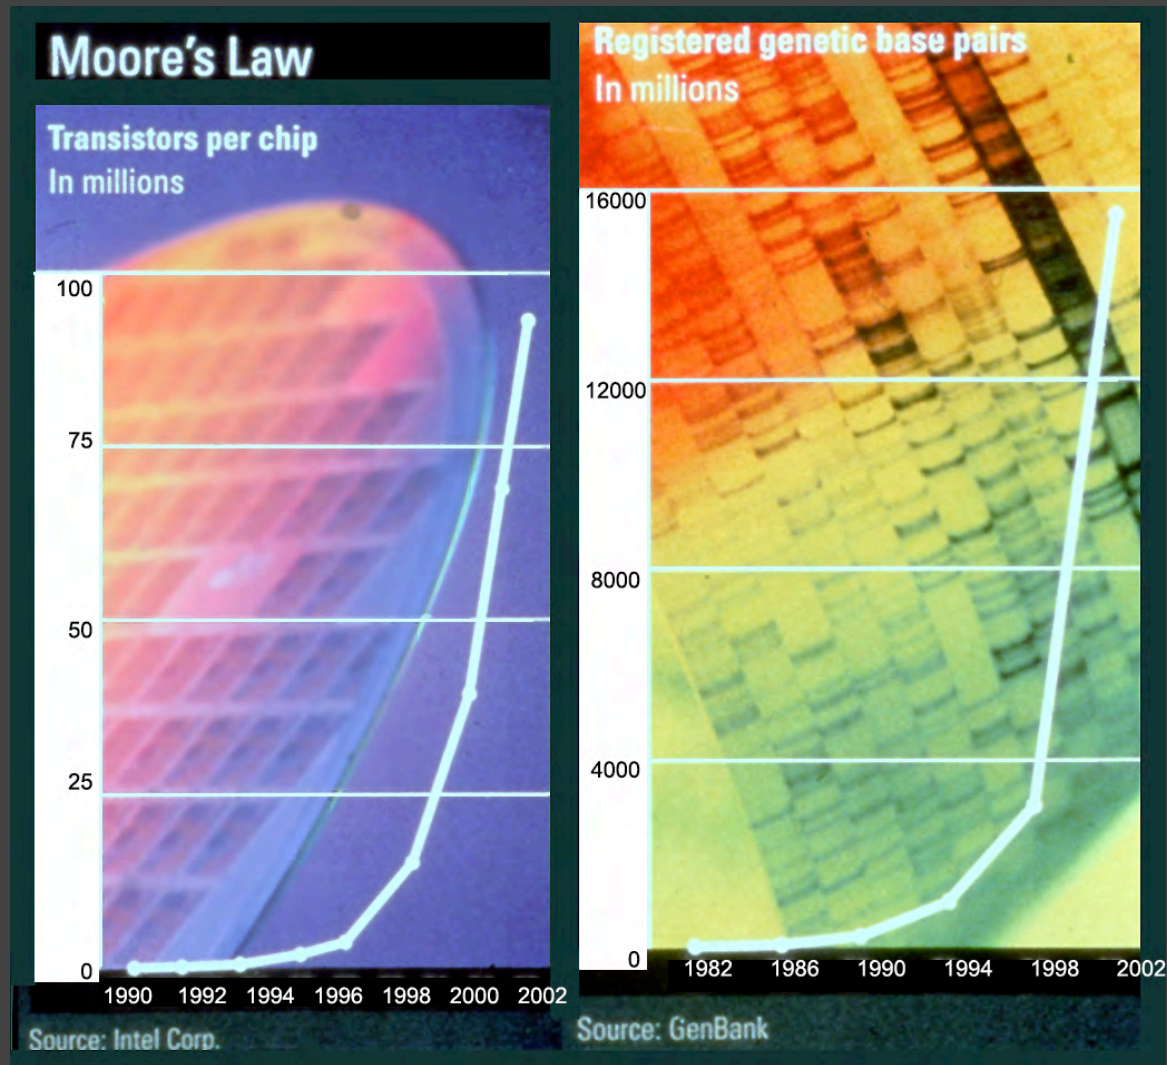 Moore's Law
Transistors per chip
In millions
100
75
50
25
0
1990 1992 1994 1996 1998 2000 2002
Source: Intel Corp.
Registered genetic base pairs
In millions
16000
12000
8000
4000
0
1982 1986 1990 1994 1998 2002
Source: GenBank